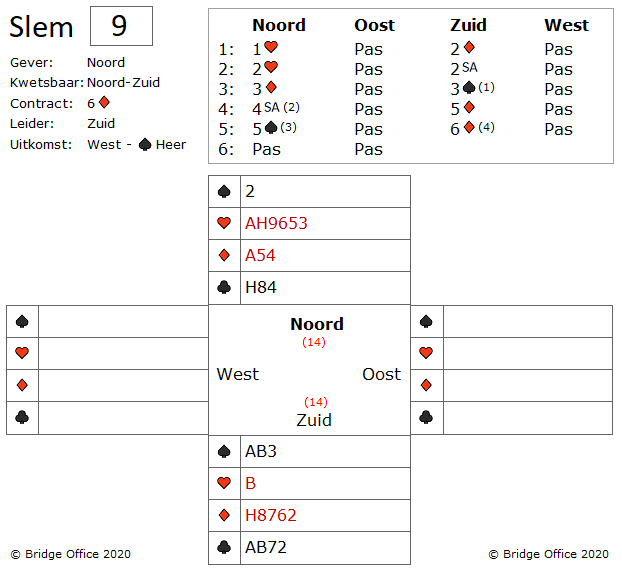 Slem 9
Gever: Noord
Kwetsbaar: Noord-Zuid
Contract: 6 ♦
Leider: Zuid
Uitkomst: West - ♠ Heer
Noord Oost Zuid West
1: 1♥ Pas 2♦ Pas
2: 2♥ Pas 2SA Pas
3: 3♦ Pas 3♠ (1) Pas
4: 4SA (2) Pas 5♦ Pas
5: 5♠ (3) Pas 6♦ (4) Pas
6: Pas Pas
♠ 2
♥ AH9653
♦ A54
♣ H84
♠ ♠
♥ ♥
♦ ♦
♣ ♣
Noord
(14)
West Oost
(14)
Zuid
♠ AB3
♥ B
♦ H8762
♣ AB72
© Bridge Office 2020 © Bridge Office 2020